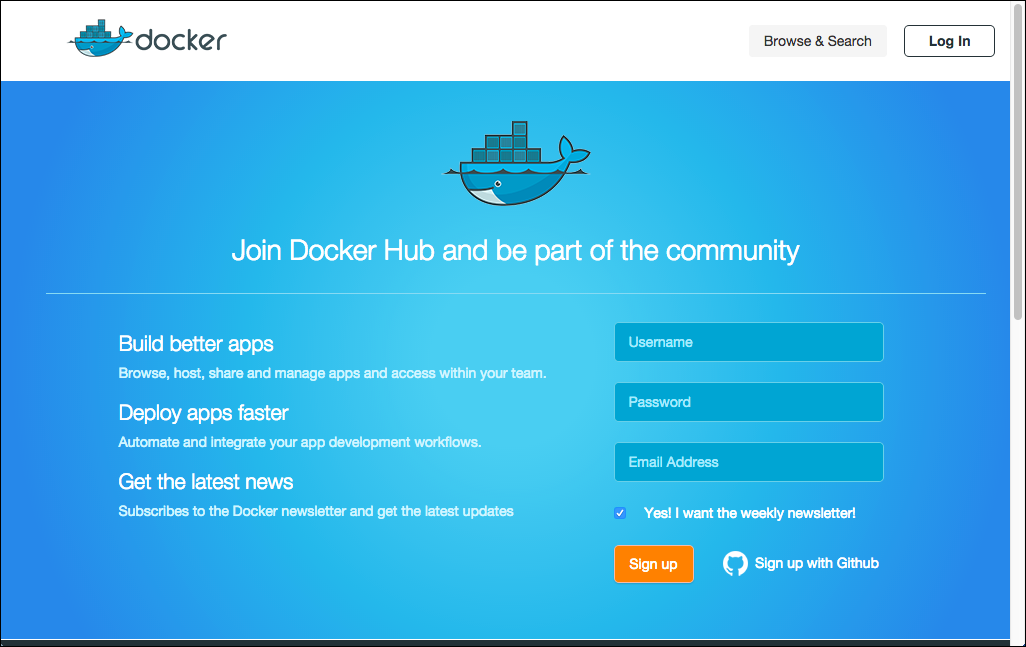 docker
Browse & Search
Log In
Join Docker Hub and be part of the community
Build better apps
Browse, host, share and manage apps and access within your team.
Deploy apps faster
Automate and integrate your app development workflows.
Get the latest news
Subscribes to the Docker newsletter and get the latest updates
Username
Password
Email Address
Yes! I want the weekly newsletter!
Sign up
Sign up with Github